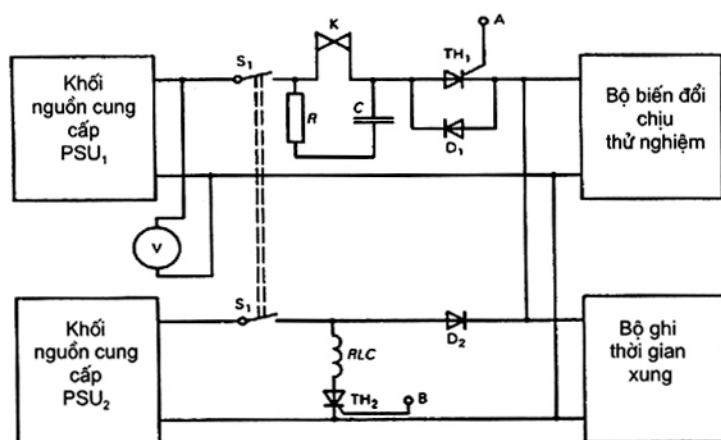 K
A
S₁
TH₁
Khối
nguồn cung
cấp
PSU₁
R
C
D₁
Bộ biến đổi
chịu
thử nghiệm
V
S₁
Khối
nguồn cung
cấp
PSU₂
RLC
D₂
TH₂
B
Bộ ghi
thời gian
xung